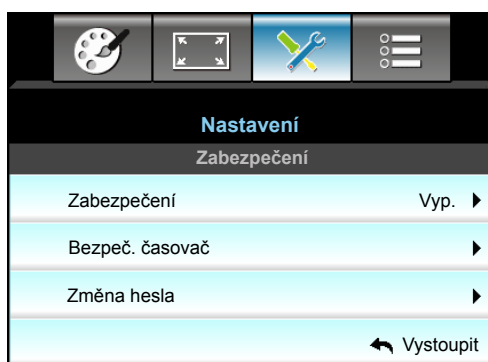 Nastavení
Zabezpečení
Zabezpečení Vyp.
Bezpeč. časovač
Změna hesla
Vystoupit